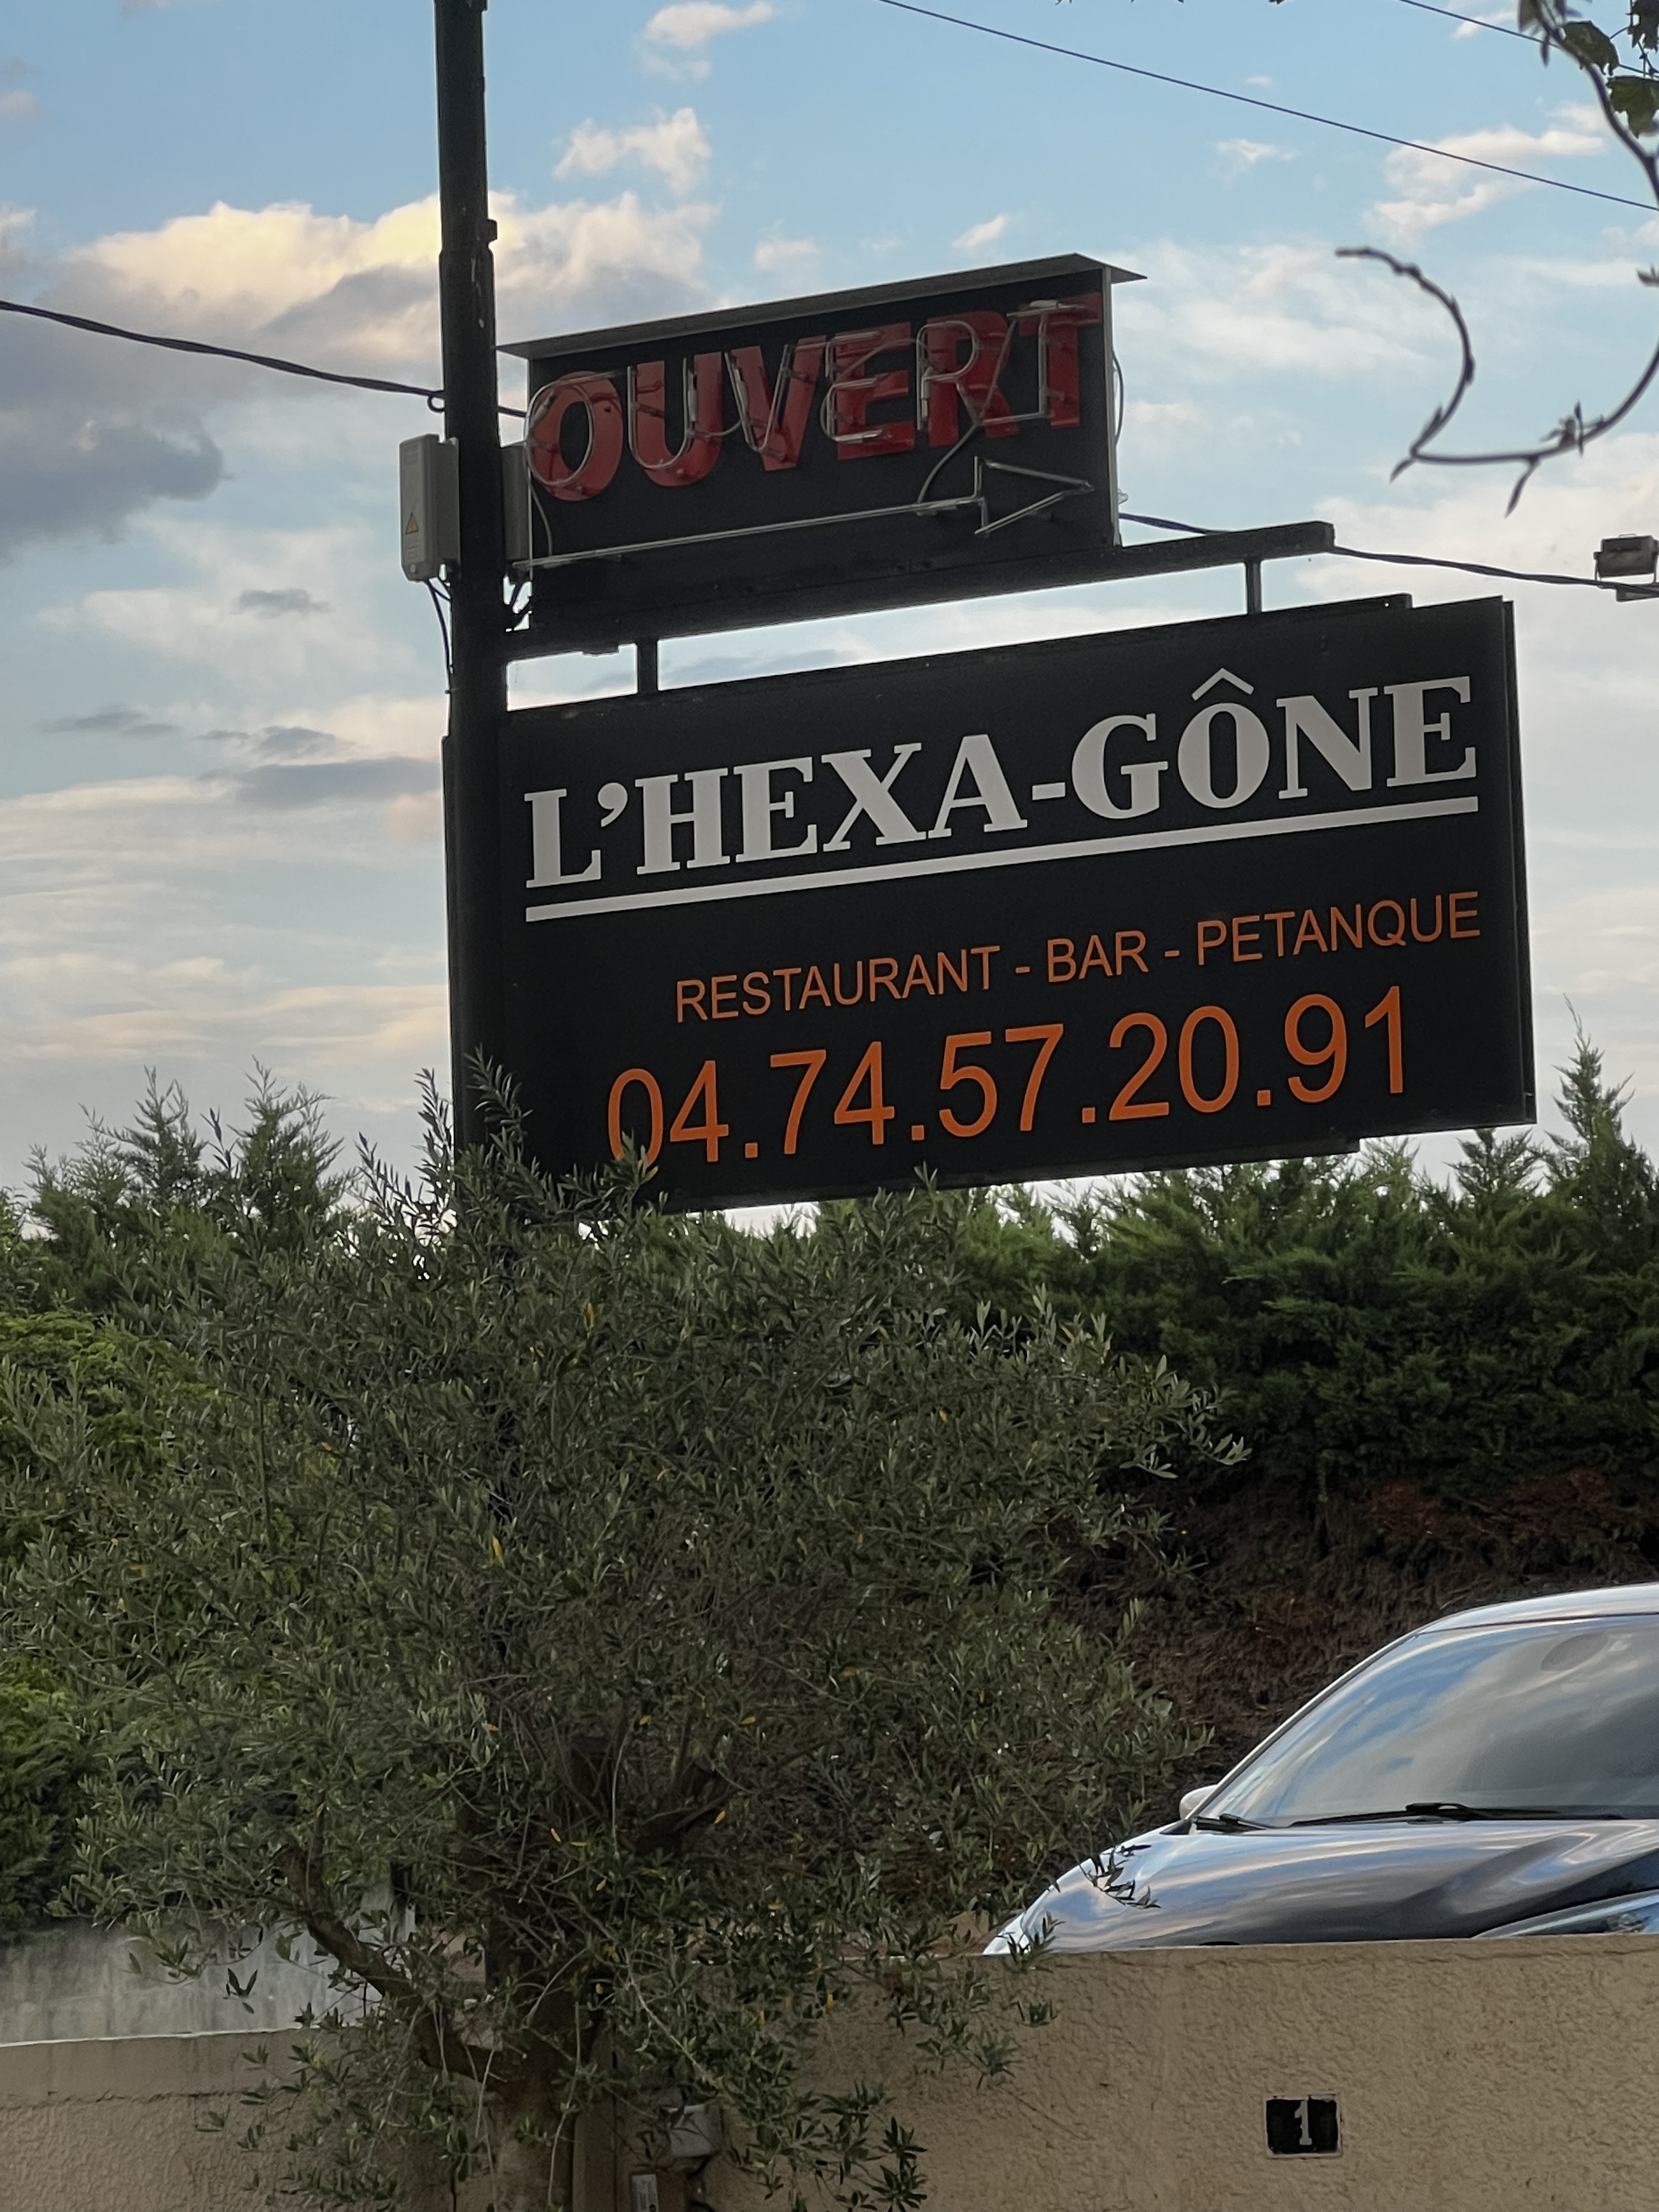 OUVERT
L'HEXA-GÔNE
RESTAURANT - BAR - PETANQUE
04.74.57.20.91
1